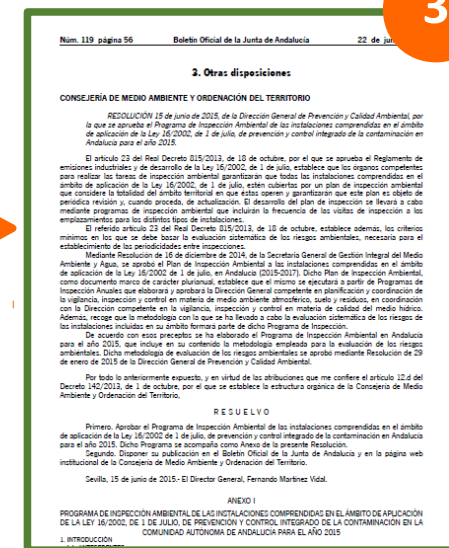 3
Núm. 119 página 56 Boletín Oficial de la Junta de Andalucía 22 de
3. Otras disposiciones
CONSEJERÍA DE MEDIO AMBIENTE Y ORDENACIÓN DEL TERRITORIO
RESOLUCIÓN 15 de junio de 2015, de la Dirección General de Prevención y Calidad Ambiental, por
la que se aprueba el Programa de Inspección Ambiental de las instalaciones comprendidas en el ámbito
de aplicación de la Ley 16/2002, de 1 de julio, de prevención y control integrado de la contaminación en
Andalucía para el año 2015.
El artículo 23 del Real Decreto 815/2013, de 18 de octubre, por el que se aprueba el Reglamento de
emisiones industriales y de desarrollo de la Ley 16/2002, de 1 de julio, establece que los órganos competentes
para realizar las tareas de inspección ambiental garantizaran que todas las instalaciones comprendidas en el
ámbito de aplicación de la Ley 16/2002, de 1 de julio, estén cubiertas por un plan de inspección ambiental
que considere la totalidad del ámbito territorial en que éstas operen y garantizaran que este plan es objeto de
periódica revisión y, cuando proceda, de actualización. El desarrollo del plan de inspección se llevará a cabo
mediante programas de inspección ambiental que incluirán la frecuencia de las visitas de inspección a los
emplazamientos para los distintos tipos de instalaciones.
El referido artículo 23 del Real Decreto 815/2013, de 18 de octubre, establece además, los criterios
mínimos en los que se debe basar la evaluación sistemática de los riesgos ambientales, necesaria para el
establecimiento de las periodicidades entre inspecciones.
Mediante Resolución de 16 de diciembre de 2014, de la Secretaría General de Gestión Integral del Medio
Ambiente y Agua, se aprobó el Plan de Inspección Ambiental a las instalaciones comprendidas en el ámbito
de aplicación de la Ley 16/2002 de 1 de julio, en Andalucía (2015-2017). Dicho Plan de Inspección Ambiental,
como documento marco de carácter plurianual, establece que el mismo se ejecutará a partir de Programas de
Inspección Anuales que elaborará y aprobará la Dirección General competente en planificación y coordinación de
la vigilancia, inspección y control en materia de medio ambiente atmosférico, suelo y residuos, en coordinación
con la Dirección competente en la vigilancia, inspección y control en materia de calidad del medio hídrico.
Además, recoge que la metodología con la que se ha llevado a cabo la evaluación sistemática de los riesgos de
las instalaciones incluidas en su ámbito formará parte de dicho Programa de Inspección.
De acuerdo con esos preceptos se ha elaborado el Programa de Inspección Ambiental en Andalucía
para el año 2015, que incluye en su contenido la metodología empleada para la evaluación de los riesgos
ambientales. Dicha metodología de evaluación de los riesgos ambientales se aprobó mediante Resolución de 29
de enero de 2015 de la Dirección General de Prevención y Calidad Ambiental.
Por todo lo anteriormente expuesto, y en virtud de las atribuciones que me confiere el artículo 12.d del
Decreto 142/2013, de 1 de octubre, por el que se establece la estructura orgánica de la Consejería de Medio
Ambiente y Ordenación del Territorio,
R E S U E L V O
Primero. Aprobar el Programa de Inspección Ambiental de las instalaciones comprendidas en el ámbito
de aplicación de la Ley 16/2002 de 1 de julio, de prevención y control integrado de la contaminación en Andalucía
para el año 2015. Dicho Programa se acompaña como Anexo de la presente Resolución.
Segundo. Disponer su publicación en el Boletín Oficial de la Junta de Andalucía y en la página web
institucional de la Consejería de Medio Ambiente y Ordenación del Territorio.
Sevilla, 15 de junio de 2015.- El Director General, Fernando Martínez Vidal.
ANEXO I
PROGRAMA DE INSPECCIÓN AMBIENTAL DE LAS INSTALACIONES COMPRENDIDAS EN EL ÁMBITO DE APLICACIÓN
DE LA LEY 16/2002, DE 1 DE JULIO, DE PREVENCIÓN Y CONTROL INTEGRADO DE LA CONTAMINACIÓN EN LA
COMUNIDAD AUTÓNOMA DE ANDALUCÍA PARA EL AÑO 2015
1. INTRODUCCIÓN